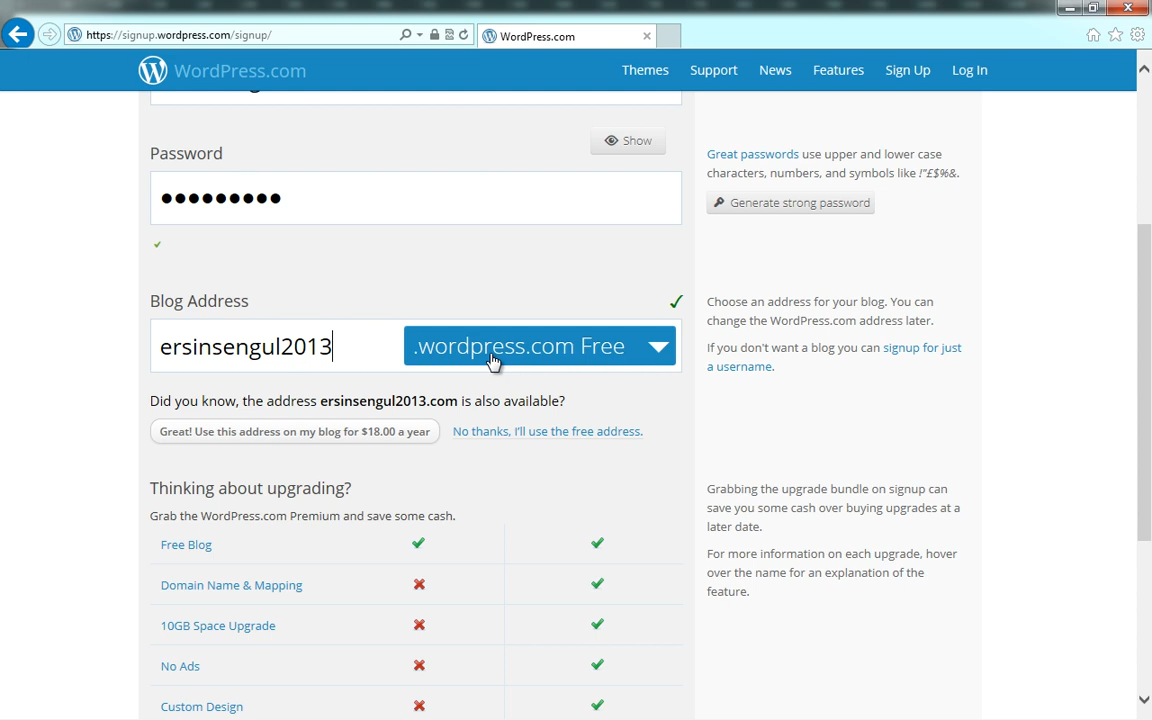 https://signup.wordpress.com/signup/
WordPress.com
WordPress.com
Themes
Support
News
Features
Sign Up
Log In
Password
Show
●●●●●●●●●
Great passwords use upper and lower case
characters, numbers, and symbols like !"£$%&.
Generate strong password
Blog Address
ersinsengul2013
.wordpress.com Free
Choose an address for your blog. You can
change the WordPress.com address later.
If you don't want a blog you can signup for just
a username.
Did you know, the address ersinsengul2013.com is also available?
Great! Use this address on my blog for $18.00 a year
No thanks, I'll use the free address.
Thinking about upgrading?
Grab the WordPress.com Premium and save some cash.
Free Blog
Domain Name & Mapping
10GB Space Upgrade
No Ads
Custom Design
Grabbing the upgrade bundle on signup can
save you some cash over buying upgrades at a
later date.
For more information on each upgrade, hover
over the name for an explanation of the
feature.